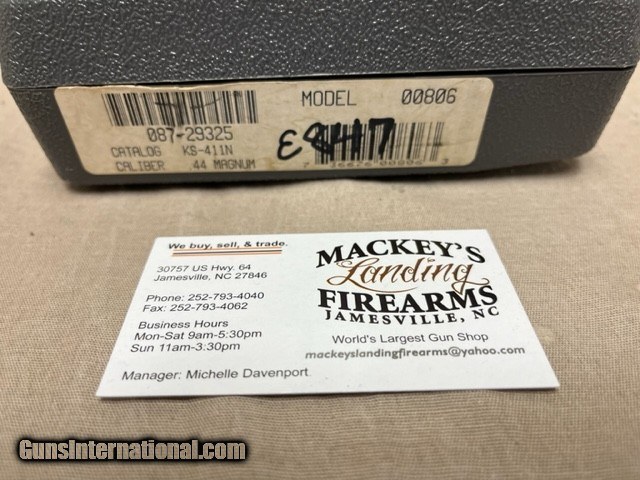 MODEL 00806
087-29325
CATALOG KS-411N
CALIBER 44 MAGNUM
We buy, sell, & trade.
30757 US Hwy. 64
Jamesville, NC 27846
Phone: 252-793-4040
Fax: 252-793-4062
Business Hours
Mon-Sat 9am-5:30pm
Sun 11am-3:30pm
Manager: Michelle Davenport
MACKEY'S
Landing
FIREARMS
JAMESVILLE, NC
World's Largest Gun Shop
mackeyslandingfirearms@yahoo.com
GunsInternational.com